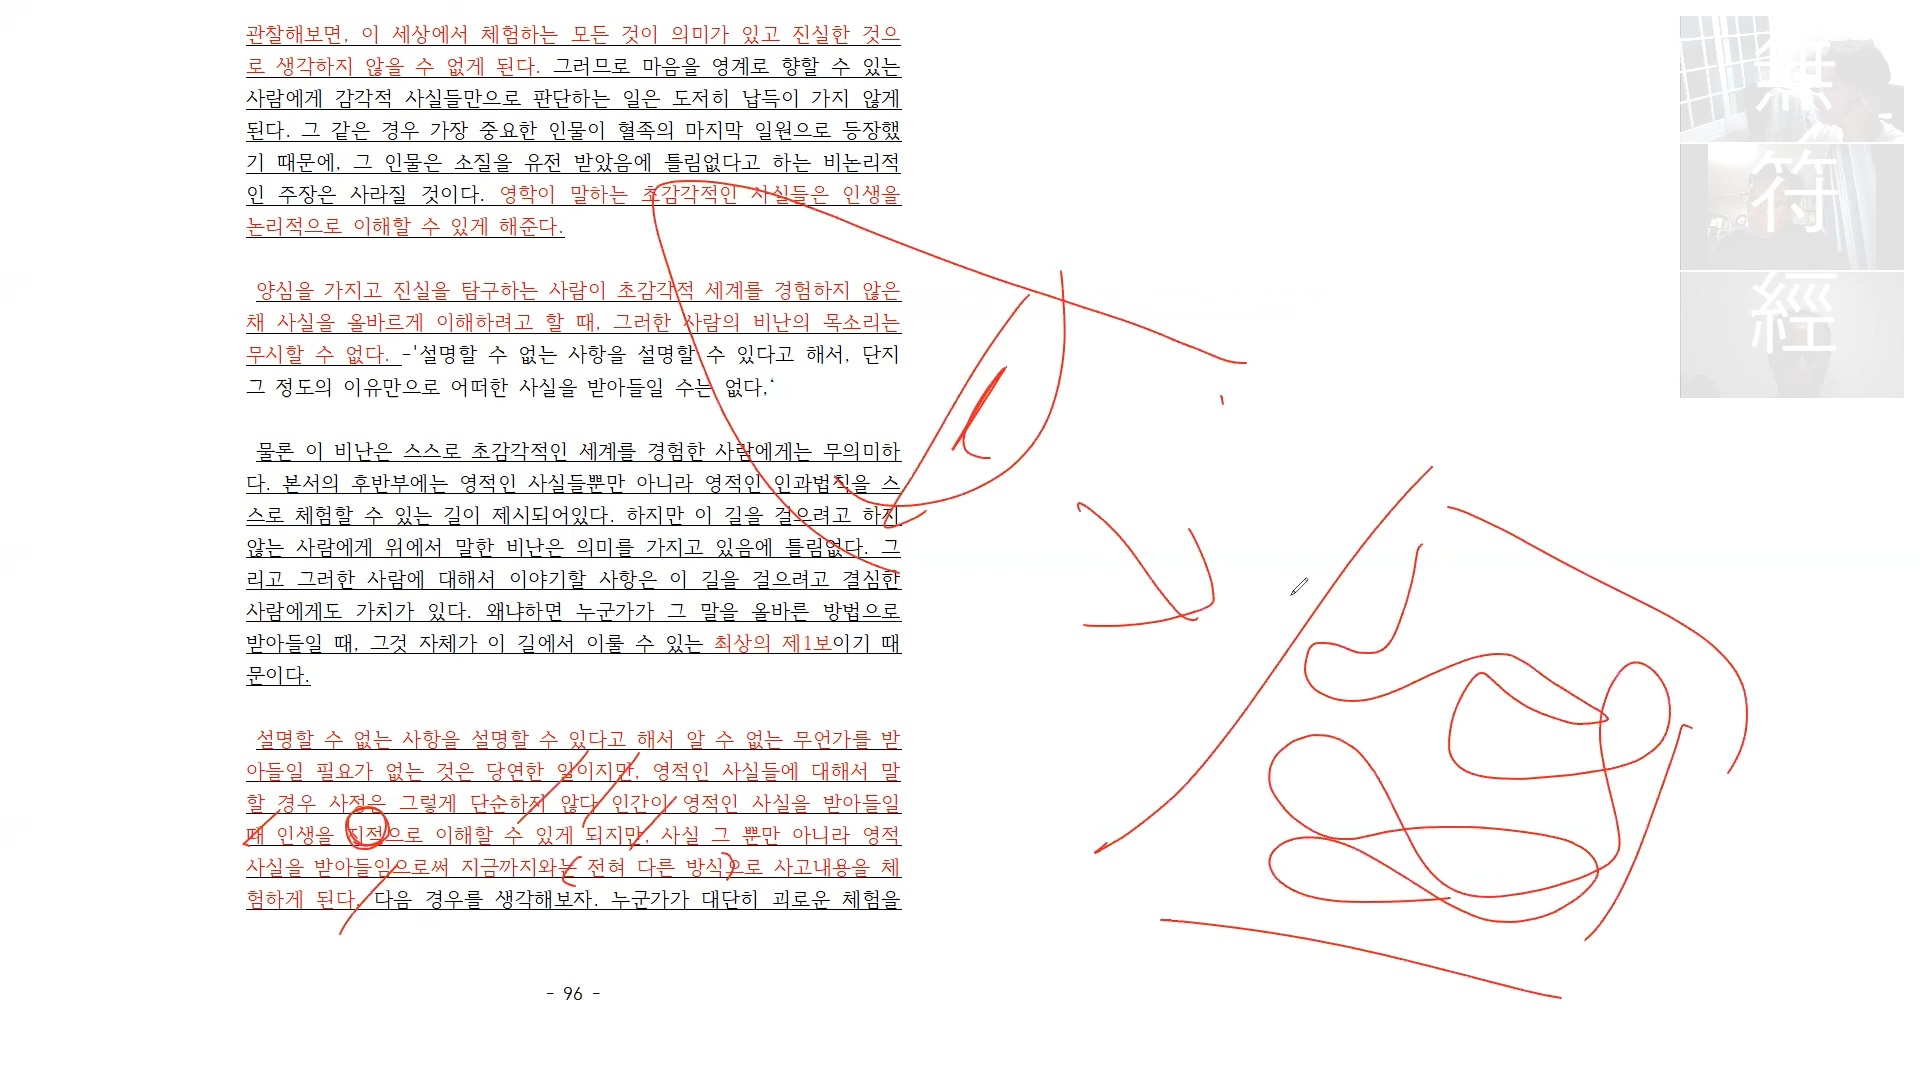 관찰해보면, 이 세상에서 체험하는 모든 것이 의미가 있고 진실한 것으
로 생각하지 않을 수 없게 된다. 그러므로 마음을 영계로 향할 수 있는
사람에게 감각적 사실들만으로 판단하는 일은 도저히 납득이 가지 않게
된다. 그 같은 경우 가장 중요한 인물이 혈족의 마지막 일원으로 등장했
기 때문에, 그 인물은 소질을 유전 받았음에 틀림없다고 하는 비논리적
인 주장은 사라질 것이다. 영학이 말하는 초감각적인 사실들은 인생을
논리적으로 이해할 수 있게 해준다.
양심을 가지고 진실을 탐구하는 사람이 초감각적 세계를 경험하지 않은
채 사실을 올바르게 이해하려고 할 때, 그러한 사람의 비난의 목소리는
무시할 수 없다. -'설명할 수 없는 사항을 설명할 수 있다고 해서, 단지
그 정도의 이유만으로 어떠한 사실을 받아들일 수는 없다,‘
물론 이 비난은 스스로 초감각적인 세계를 경험한 사람에게는 무의미하
다. 본서의 후반부에는 영적인 사실들뿐만 아니라 영적인 인과법칙을 스
스로 체험할 수 있는 길이 제시되어있다. 하지만 이 길을 걸으려고 하지
않는 사람에게 위에서 말한 비난은 의미를 가지고 있음에 틀림없다. 그
리고 그러한 사람에 대해서 이야기할 사항은 이 길을 걸으려고 결심한
사람에게도 가치가 있다. 왜냐하면 누군가가 그 말을 올바른 방법으로
받아들일 때, 그것 자체가 이 길에서 이룰 수 있는 최상의 제1보이기 때
문이다.
설명할 수 없는 사항을 설명할 수 있다고 해서 알 수 없는 무언가를 받
아들일 필요가 없는 것은 당연한 일이지만, 영적인 사실들에 대해서 말
할 경우 사정은 그렇게 단순하지 않다 인간이 영적인 사실을 받아들일
때 인생을 지적으로 이해할 수 있게 되지만, 사실 그 뿐만 아니라 영적
사실을 받아들임으로써 지금까지와는 전혀 다른 방식으로 사고내용을 체
험하게 된다. 다음 경우를 생각해보자. 누군가가 대단히 괴로운 체험을
- 96 -
無
符
經